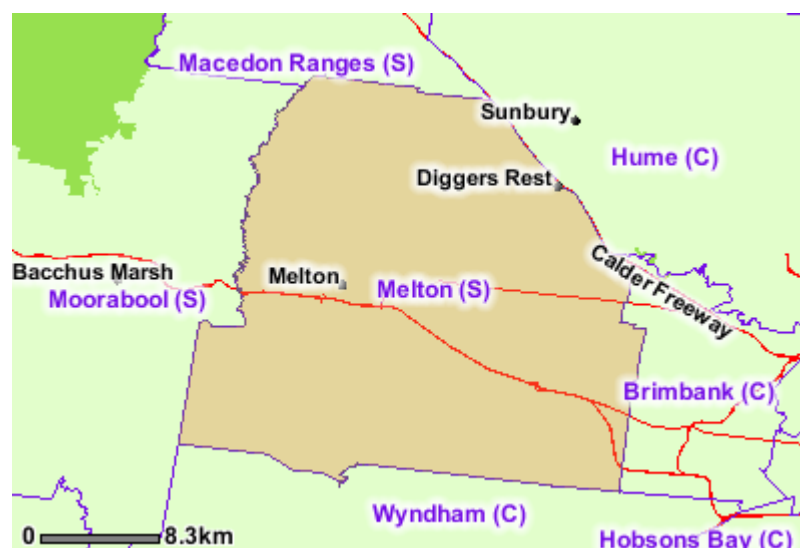 Macedon Ranges (S)
Sunbury
Hume (C)
Diggers Rest
Calder Freeway
Bacchus Marsh
Melton
Melton (S)
Moorabool (S)
Brimbank (C)
Wyndham (C)
0 8.3km
Hobsons Bay (C)